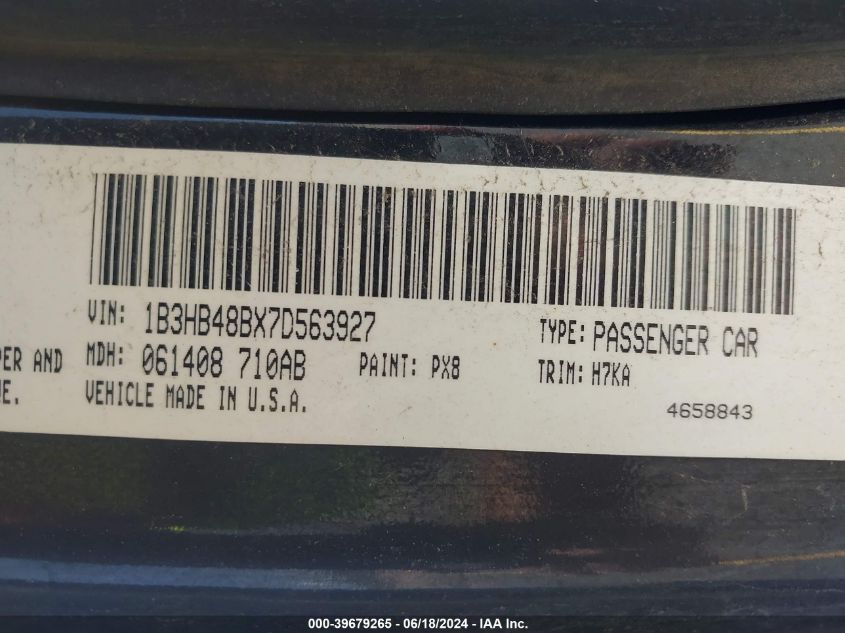 VIN: 1B3HB48BX7D563927
TYPE: PASSENGER CAR
PER AND
MDH: 061408 710AB
PAINT: PX8
TRIM: H7KA
VEHICLE MADE IN U.S.A.
4658843
000-39679265 - 06/18/2024 - IAA Inc.